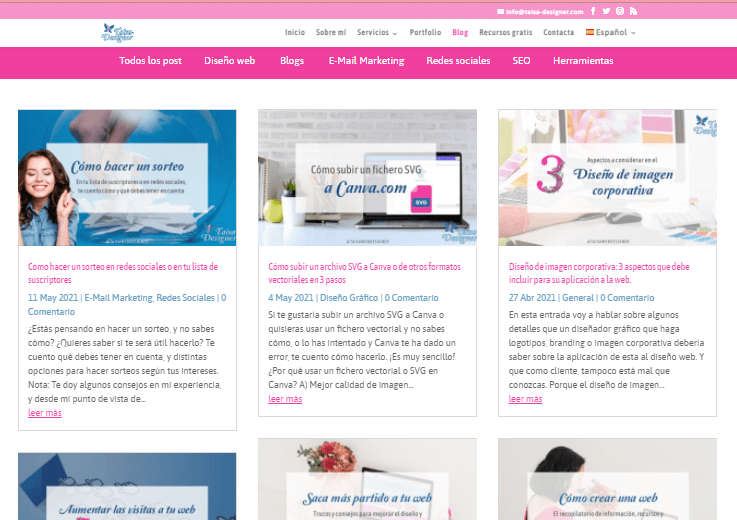 info@taisa-designer.com
Taisa-Designer
Inicio Sobre mí Servicios Portfolio Blog Recursos gratis Contacta Español
Todos los post Diseño web Blogs E-Mail Marketing Redes sociales SEO Herramientas
Cómo hacer un sorteo
En tu lista de suscriptores o en redes sociales,
te cuento cómo y qué debes tener en cuenta
Taisa Designer
Como hacer un sorteo en redes sociales o en tu lista de
suscriptores
11 May 2021 | E-Mail Marketing, Redes Sociales | 0
Comentario
¿Estás pensando en hacer un sorteo, y no sabes
cómo? ¿Quieres saber si te será útil hacerlo? Te
cuento qué debes tener en cuenta, y distintas
opciones para hacer sorteos según tus intereses.
Nota: Te doy algunos consejos en mi experiencia,
y desde mi punto de vista de...
leer más
Cómo subir un fichero SVG
a Canva.com
SVG
Taisa Designer
Cómo subir un archivo SVG a Canva o de otros formatos
vectoriales en 3 pasos
4 May 2021 | Diseño Gráfico | 0 Comentario
Si te gustaría subir un archivo SVG a Canva o
quisieras usar un fichero vectorial y no sabes
cómo, o lo has intentado y Canva te ha dado un
error, te cuento cómo hacerlo. ¡Es muy sencillo!
¿Por qué usar un fichero vectorial o SVG en
Canva? A) Mejor calidad de imagen...
leer más
Aspectos a considerar en el
3 Diseño de imagen
corporativa
Diseño de imagen corporativa: 3 aspectos que debe
incluir para su aplicación a la web.
27 Abr 2021 | General | 0 Comentario
En esta entrada voy a hablar sobre algunos
detalles que un diseñador gráfico que haga
logotipos, branding o imagen corporativa debería
saber sobre la aplicación de esta al diseño web. Y
que como cliente, tampoco está mal que
conozcas. Porque el diseño de imagen...
leer más
Aumentar las visitas a tu web
Saca más partido a tu web
Trucos y consejos para mejorar el diseño y
Cómo crear una web
El recopilatorio de información, recursos y